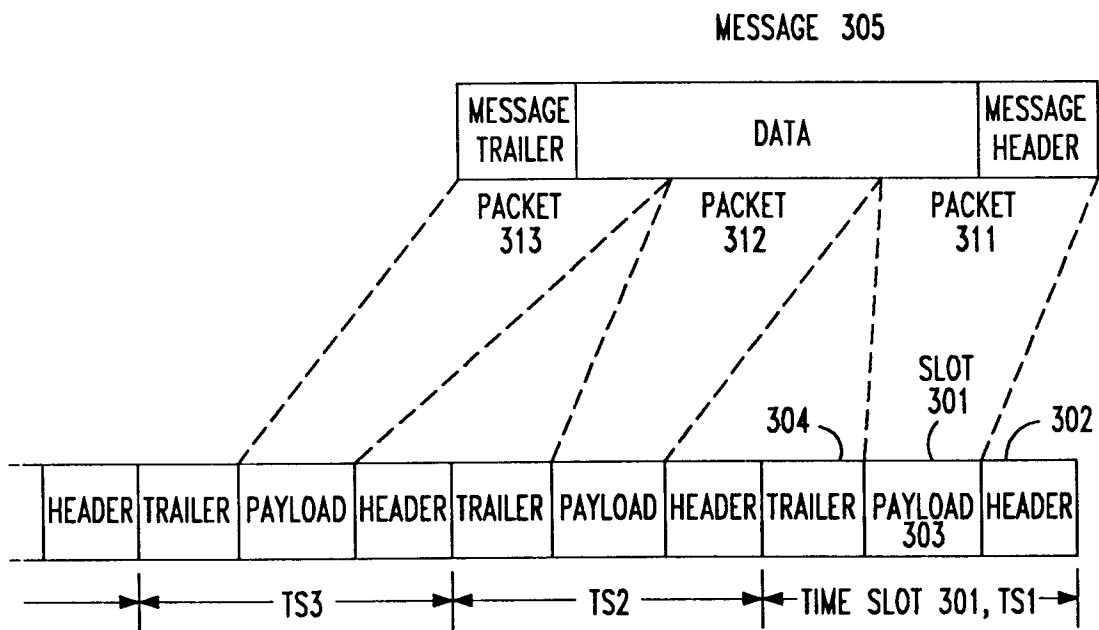 MESSAGE 305
MESSAGE
TRAILER
DATA
MESSAGE
HEADER
PACKET
313
PACKET
312
PACKET
311
SLOT
301
304
302
HEADER TRAILER PAYLOAD HEADER TRAILER PAYLOAD HEADER TRAILER PAYLOAD HEADER
303
TS3 TS2 TIME SLOT 301, TS1